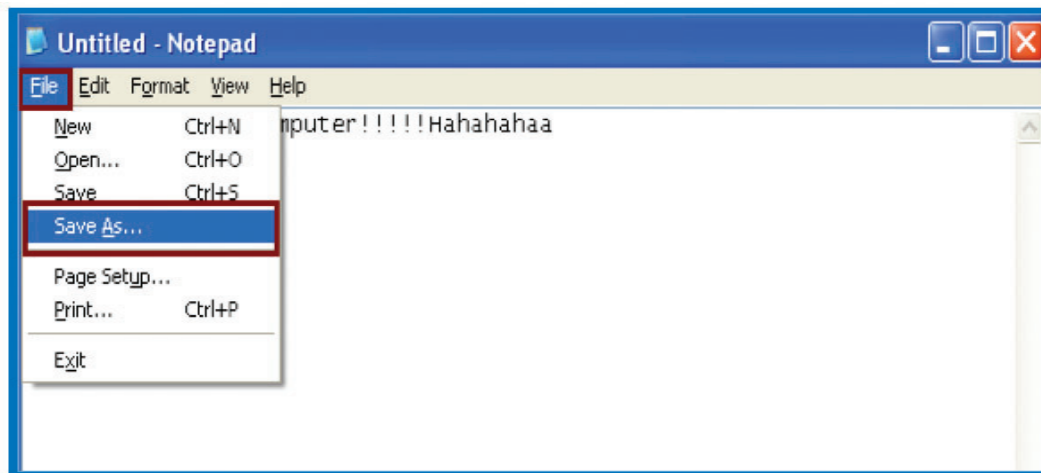 Untitled - Notepad
File Edit Format View Help
New Ctrl+N
mputer!!!!!Hahahahaa
Open... Ctrl+O
Save Ctrl+S
Save As...
Page Setup...
Print... Ctrl+P
Exit